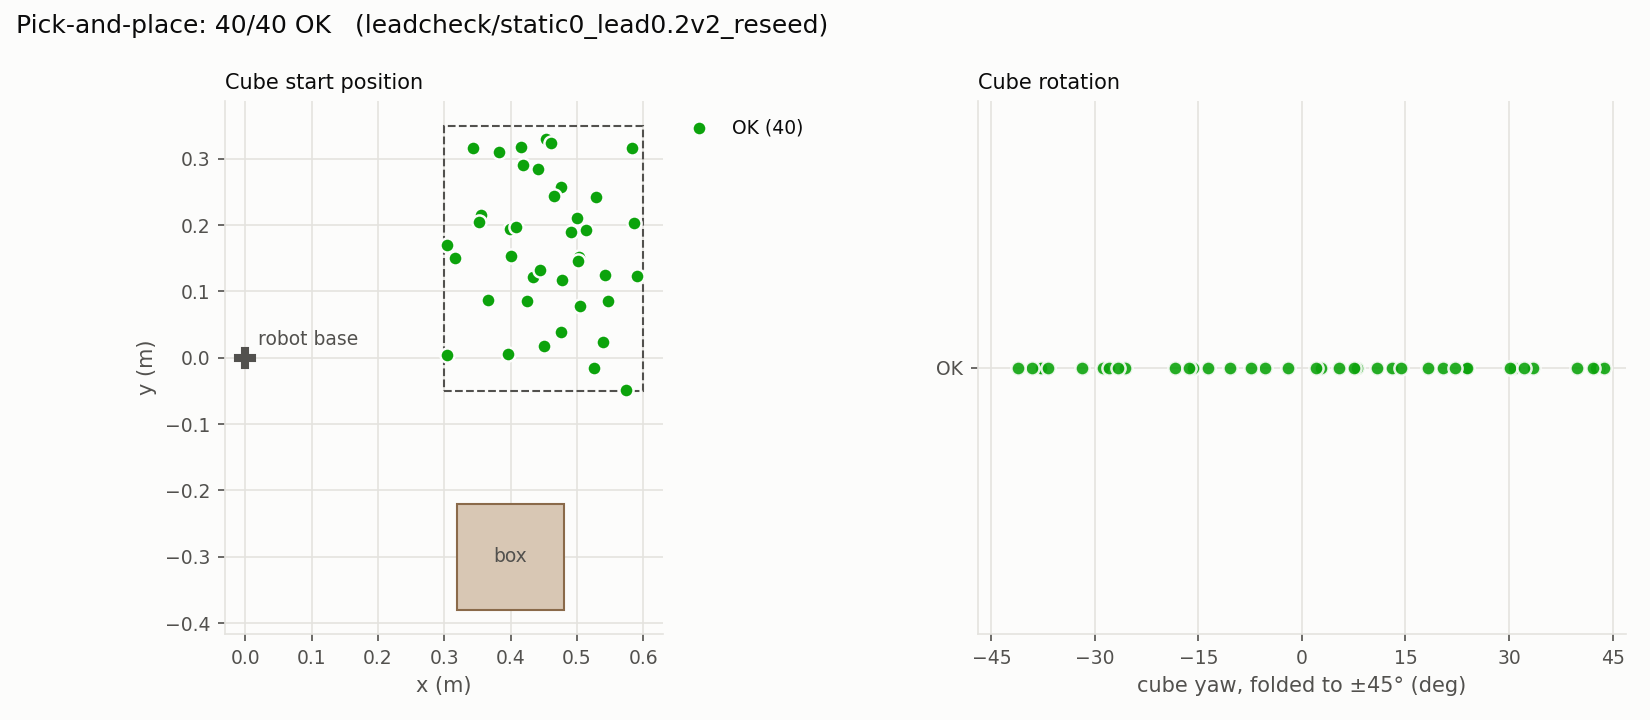 Pick-and-place: 40/40 OK   (leadcheck/static0_lead0.2v2_reseed)
Cube start position
OK (40)
0.3
0.2
0.1
0.0
−0.1
−0.2
−0.3
−0.4
y (m)
robot base
box
0.0 0.1 0.2 0.3 0.4 0.5 0.6
x (m)
Cube rotation
OK
−45 −30 −15 0 15 30 45
cube yaw, folded to ±45° (deg)